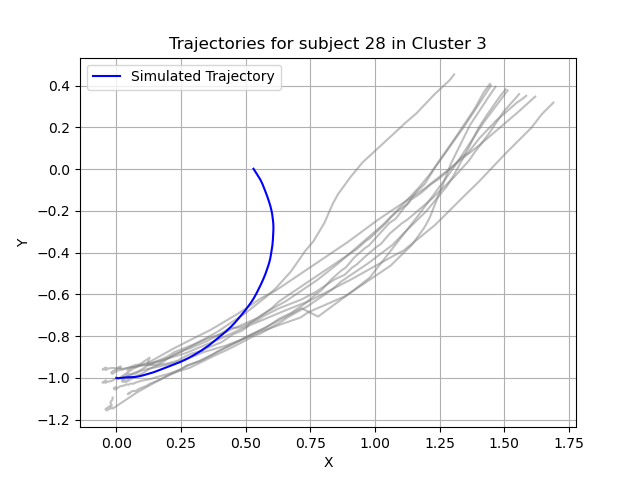 Trajectories for subject 28 in Cluster 3
Simulated Trajectory
Y
0.4
0.2
0.0
−0.2
−0.4
−0.6
−0.8
−1.0
−1.2
0.00 0.25 0.50 0.75 1.00 1.25 1.50 1.75
X